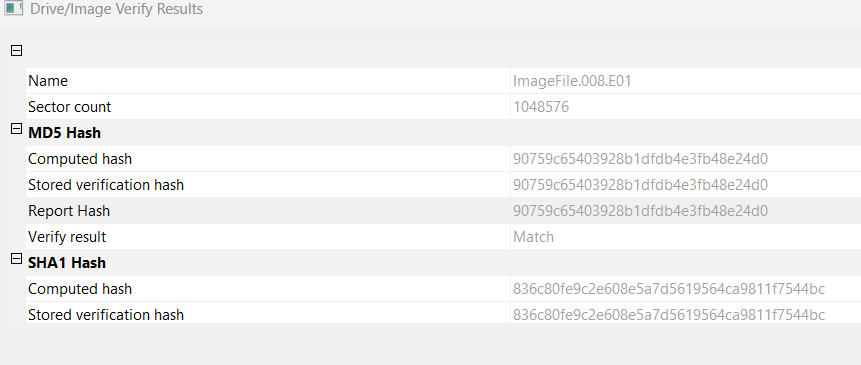 Drive/Image Verify Results
Name ImageFile.008.E01
Sector count 1048576
MD5 Hash
Computed hash 90759c65403928b1dfdb4e3fb48e24d0
Stored verification hash 90759c65403928b1dfdb4e3fb48e24d0
Report Hash 90759c65403928b1dfdb4e3fb48e24d0
Verify result Match
SHA1 Hash
Computed hash 836c80fe9c2e608e5a7d5619564ca9811f7544bc
Stored verification hash 836c80fe9c2e608e5a7d5619564ca9811f7544bc